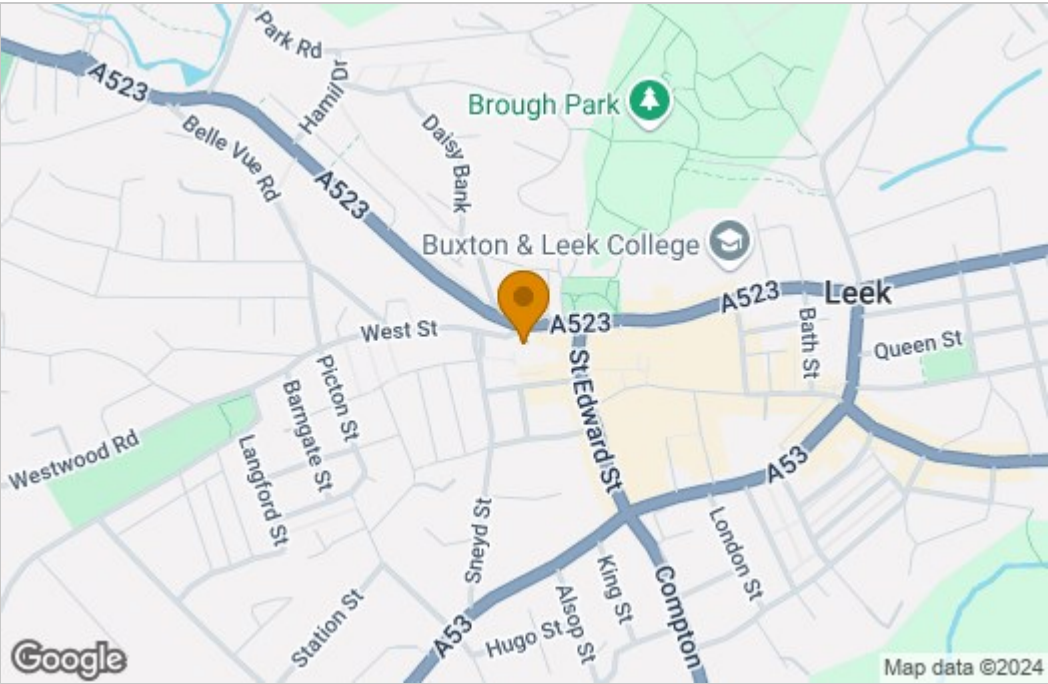 Park Rd
A523
Hamil Dr
Brough Park
Belle Vue Rd
Daisy Bank
A523
Buxton & Leek College
A523
Leek
A523
West St
Bath St
Queen St
St Edward St
Picton St
Barngate St
Westwood Rd
Langford St
A53
Sneyd St
London St
King St
Compton
Alsop St
Station St
Hugo St
A53
Google
Map data ©2024